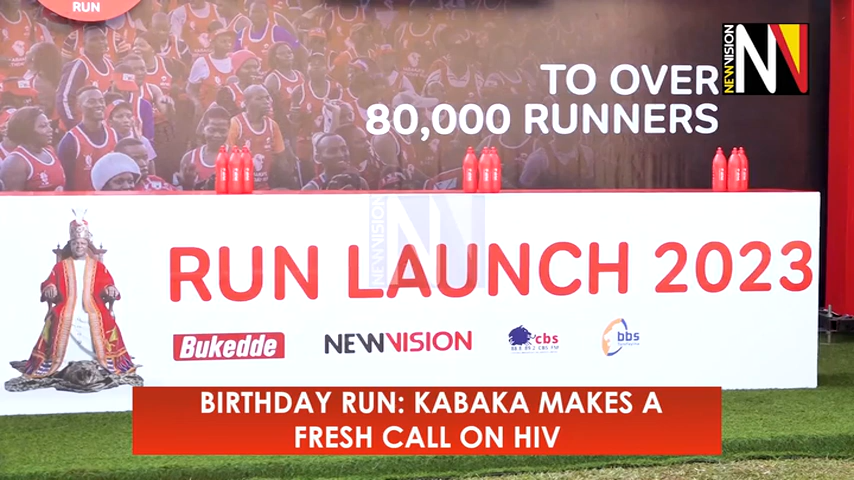 RUN
NEWVISION
N
TO OVER
80,000 RUNNERS
NEWVISION
N
RUN LAUNCH 2023
Bukedde
NEWVISION
cbs
bbs
BIRTHDAY RUN: KABAKA MAKES A
FRESH CALL ON HIV